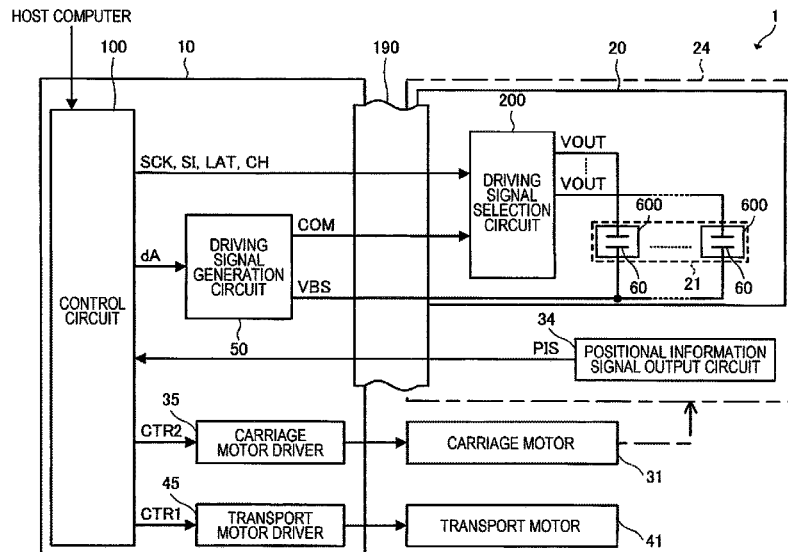 HOST COMPUTER
1
100
10
190
20
24
200
SCK, SI, LAT, CH
DRIVING
SIGNAL
SELECTION
CIRCUIT
VOUT
VOUT
600
600
COM
dA
DRIVING
SIGNAL
GENERATION
CIRCUIT
VBS
60
21
60
CONTROL
CIRCUIT
50
34
PIS
POSITIONAL INFORMATION
SIGNAL OUTPUT CIRCUIT
35
CTR2
CARRIAGE
MOTOR DRIVER
CARRIAGE MOTOR
31
45
CTR1
TRANSPORT
MOTOR DRIVER
TRANSPORT MOTOR
41